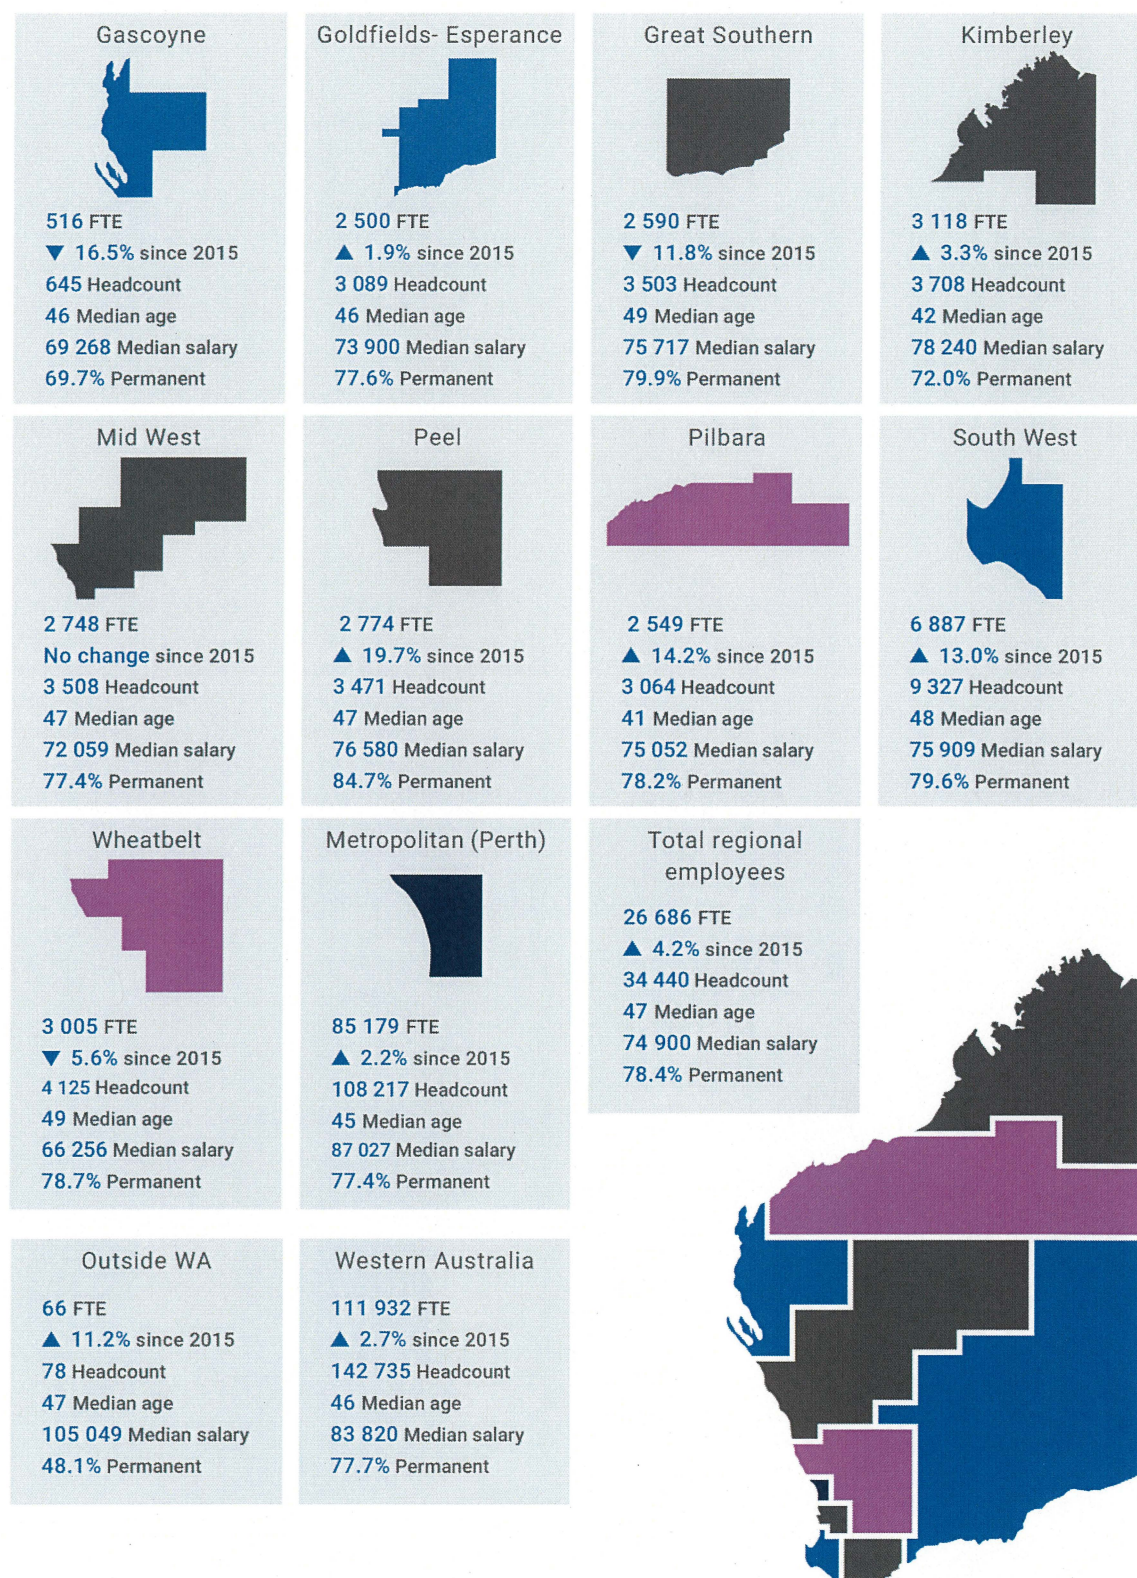 Gascoyne
516 FTE
▼ 16.5% since 2015
645 Headcount
46 Median age
69 268 Median salary
69.7% Permanent
Goldfields- Esperance
2 500 FTE
▲ 1.9% since 2015
3 089 Headcount
46 Median age
73 900 Median salary
77.6% Permanent
Great Southern
2 590 FTE
▼ 11.8% since 2015
3 503 Headcount
49 Median age
75 717 Median salary
79.9% Permanent
Kimberley
3 118 FTE
▲ 3.3% since 2015
3 708 Headcount
42 Median age
78 240 Median salary
72.0% Permanent
Mid West
2 748 FTE
No change since 2015
3 508 Headcount
47 Median age
72 059 Median salary
77.4% Permanent
Peel
2 774 FTE
▲ 19.7% since 2015
3 471 Headcount
47 Median age
76 580 Median salary
84.7% Permanent
Pilbara
2 549 FTE
▲ 14.2% since 2015
3 064 Headcount
41 Median age
75 052 Median salary
78.2% Permanent
South West
6 887 FTE
▲ 13.0% since 2015
9 327 Headcount
48 Median age
75 909 Median salary
79.6% Permanent
Wheatbelt
3 005 FTE
▼ 5.6% since 2015
4 125 Headcount
49 Median age
66 256 Median salary
78.7% Permanent
Metropolitan (Perth)
85 179 FTE
▲ 2.2% since 2015
108 217 Headcount
45 Median age
87 027 Median salary
77.4% Permanent
Total regional
employees
26 686 FTE
▲ 4.2% since 2015
34 440 Headcount
47 Median age
74 900 Median salary
78.4% Permanent
Outside WA
66 FTE
▲ 11.2% since 2015
78 Headcount
47 Median age
105 049 Median salary
48.1% Permanent
Western Australia
111 932 FTE
▲ 2.7% since 2015
142 735 Headcount
46 Median age
83 820 Median salary
77.7% Permanent